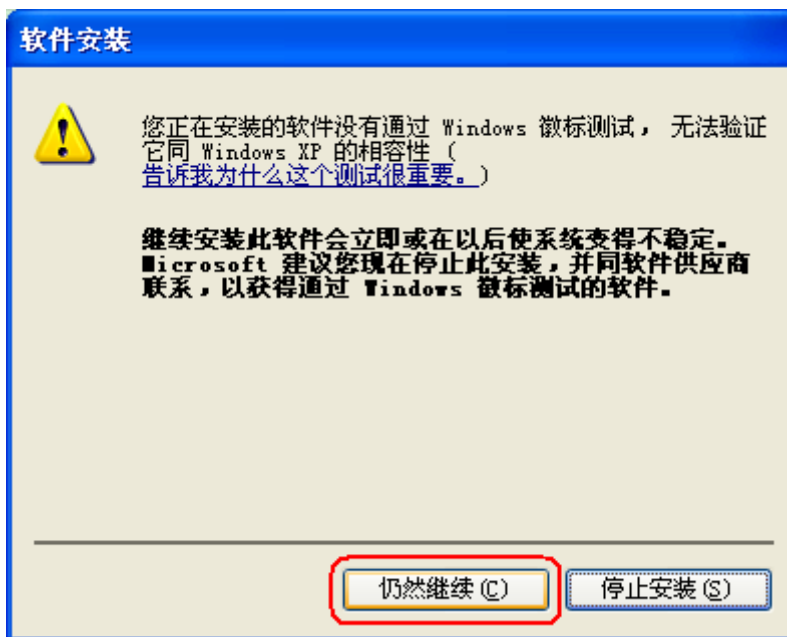 软件安装
您正在安装的软件没有通过 Windows 徽标测试， 无法验证
它同 Windows XP 的相容性 (
告诉我为什么这个测试很重要。)
继续安装此软件会立即或在以后使系统变得不稳定。
Microsoft 建议您现在停止此安装，并同软件供应商
联系，以获得通过 Windows 徽标测试的软件。
仍然继续(C) 停止安装(S)